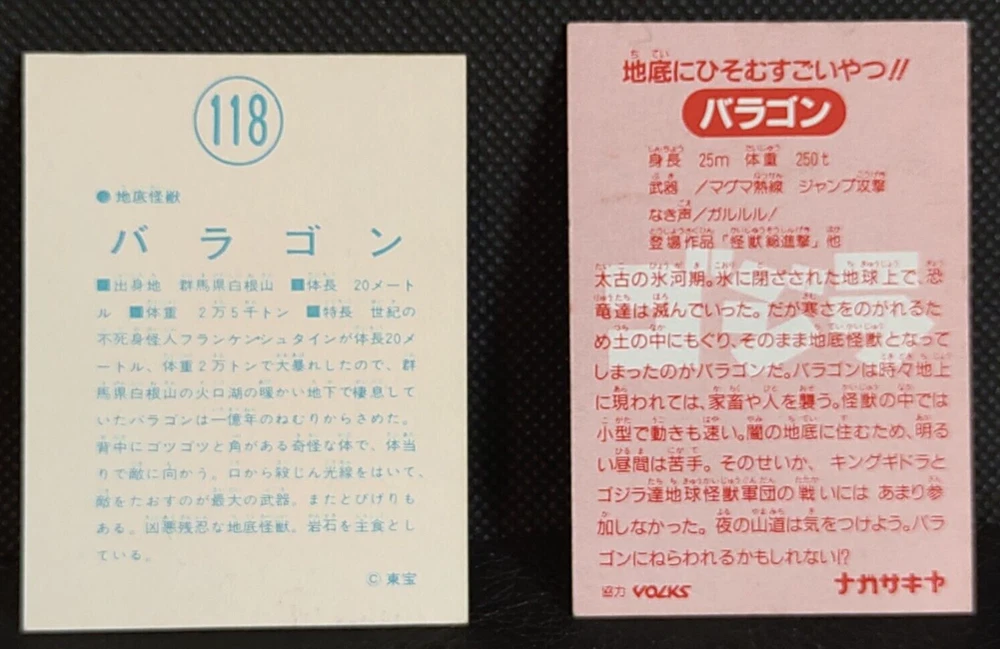 118
●地底怪獣
バラゴン
■出身地 群馬県白根山 ■体長 20メート
ル ■体重 2万5千トン ■特長 世紀の
不死身怪人フランケンシュタインが体長20メ
ートル、体重2万トンで大暴れしたので、群
馬県白根山の火口湖の暖かい地下で棲息して
いたバラゴンは一億年のねむりからさめた。
背中にゴツゴツと角がある奇怪な体で、体当
りで敵に向かう。口から殺じん光線をはいて、
敵をたおすのが最大の武器。またとびげりも
ある。凶悪残忍な地底怪獣。岩石を主食とし
ている。
©東宝
地底にひそむすごいやつ!!
バラゴン
身長 25m 体重 250t
武器 /マグマ熱線 ジャンプ攻撃
なき声/ガルルル!
登場作品「怪獣総進撃」他
太古の氷河期。氷に閉ざされた地球上で、恐
竜達は滅んでいった。だが寒さをのがれるた
め土の中にもぐり、そのまま地底怪獣となって
しまったのがバラゴンだ。バラゴンは時々地上
に現われては、家畜や人を襲う。怪獣の中では
小型で動きも速い。闇の地底に住むため、明る
い昼間は苦手。そのせいか、キングギドラと
ゴジラ達地球怪獣軍団の戦いには あまり参
加しなかった。夜の山道は気をつけよう。バラ
ゴンにねらわれるかもしれない!?
協力 VOLKS ナガサキヤ